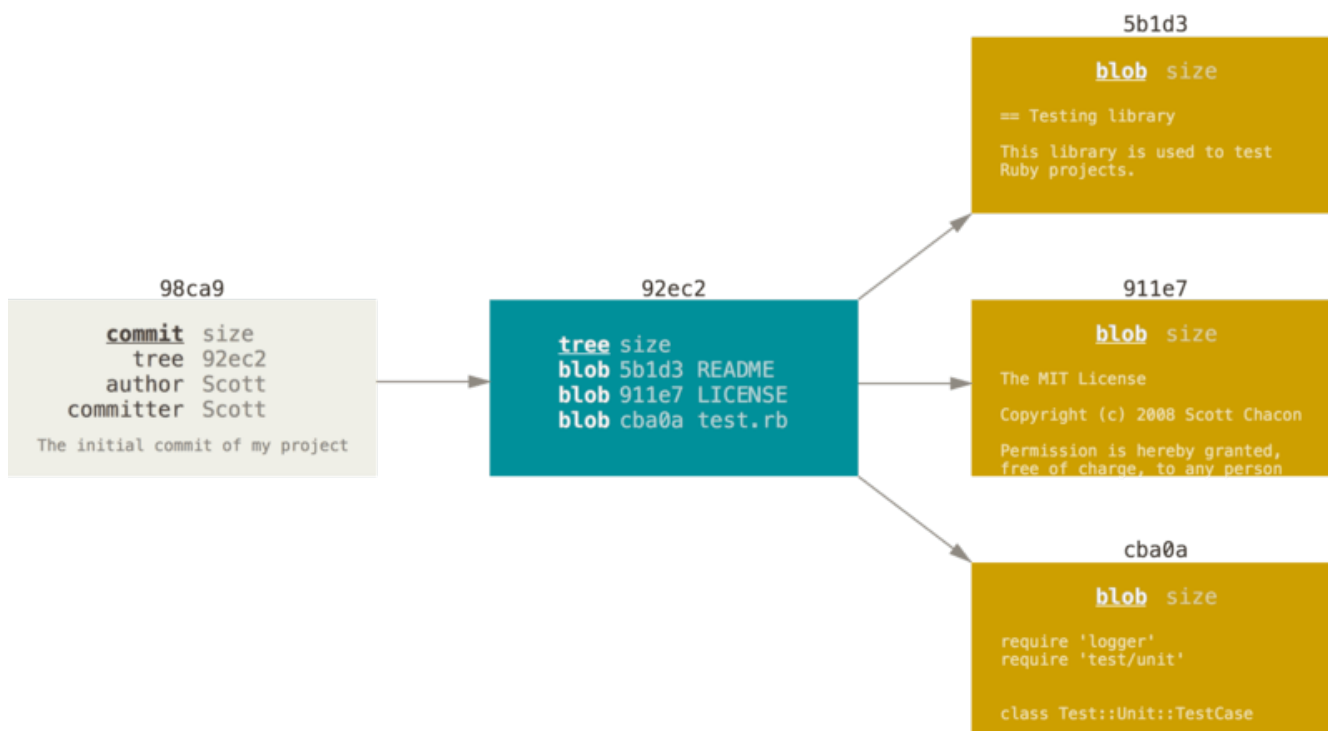 98ca9
commit size
tree 92ec2
author Scott
committer Scott
The initial commit of my project
92ec2
tree size
blob 5b1d3 README
blob 911e7 LICENSE
blob cba0a test.rb
5b1d3
blob size
== Testing library
This library is used to test
Ruby projects.
911e7
blob size
The MIT License
Copyright (c) 2008 Scott Chacon
Permission is hereby granted,
free of charge, to any person
cba0a
blob size
require 'logger'
require 'test/unit'
class Test::Unit::TestCase